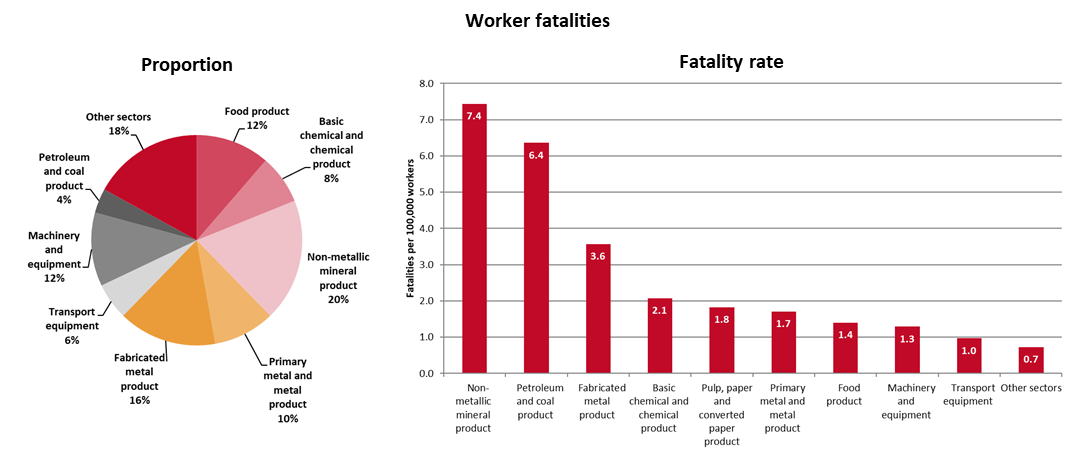 Worker fatalities
Proportion
Other sectors
18%
Food product
12%
Basic
chemical and
chemical
product
8%
Non-metallic
mineral
product
20%
Primary
metal and
metal
product
10%
Fabricated
metal
product
16%
Transport
equipment
6%
Machinery
and
equipment
12%
Petroleum
and coal
product
4%
Fatality rate
Fatalities per 100,000 workers
8.0
7.0
6.0
5.0
4.0
3.0
2.0
1.0
0.0
7.4
6.4
3.6
2.1
1.8
1.7
1.4
1.3
1.0
0.7
Non-
metallic
mineral
product
Petroleum
and coal
product
Fabricated
metal
product
Basic
chemical and
chemical
product
Pulp, paper
and
converted
paper
product
Primary
metal and
metal
product
Food
product
Machinery
and
equipment
Transport
equipment
Other sectors